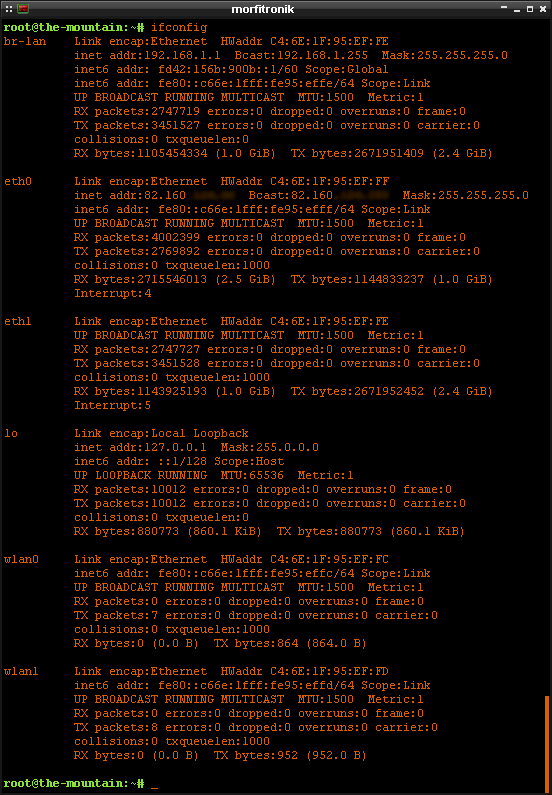 morfitronik
root@the-mountain:~# ifconfig
br-lan Link encap:Ethernet HWaddr C4:6E:1F:95:EF:FE
inet addr:192.168.1.1 Bcast:192.168.1.255 Mask:255.255.255.0
inet6 addr: fd42:156b:900b::1/60 Scope:Global
inet6 addr: fe80::c66e:1fff:fe95:effe/64 Scope:Link
UP BROADCAST RUNNING MULTICAST MTU:1500 Metric:1
RX packets:2747719 errors:0 dropped:0 overruns:0 frame:0
TX packets:3451527 errors:0 dropped:0 overruns:0 carrier:0
collisions:0 txqueuelen:0
RX bytes:1105454334 (1.0 GiB) TX bytes:2671951409 (2.4 GiB)
eth0 Link encap:Ethernet HWaddr C4:6E:1F:95:EF:FF
inet addr:82.160 Bcast:82.160 Mask:255.255.255.0
inet6 addr: fe80::c66e:1fff:fe95:efff/64 Scope:Link
UP BROADCAST RUNNING MULTICAST MTU:1500 Metric:1
RX packets:4002399 errors:0 dropped:0 overruns:0 frame:0
TX packets:2769892 errors:0 dropped:0 overruns:0 carrier:0
collisions:0 txqueuelen:1000
RX bytes:2715546013 (2.5 GiB) TX bytes:1144833237 (1.0 GiB)
Interrupt:4
eth1 Link encap:Ethernet HWaddr C4:6E:1F:95:EF:FE
UP BROADCAST RUNNING MULTICAST MTU:1500 Metric:1
RX packets:2747727 errors:0 dropped:0 overruns:0 frame:0
TX packets:3451528 errors:0 dropped:0 overruns:0 carrier:0
collisions:0 txqueuelen:1000
RX bytes:1143925193 (1.0 GiB) TX bytes:2671952452 (2.4 GiB)
Interrupt:5
lo Link encap:Local Loopback
inet addr:127.0.0.1 Mask:255.0.0.0
inet6 addr: ::1/128 Scope:Host
UP LOOPBACK RUNNING MTU:65536 Metric:1
RX packets:10012 errors:0 dropped:0 overruns:0 frame:0
TX packets:10012 errors:0 dropped:0 overruns:0 carrier:0
collisions:0 txqueuelen:0
RX bytes:880773 (860.1 KiB) TX bytes:880773 (860.1 KiB)
wlan0 Link encap:Ethernet HWaddr C4:6E:1F:95:EF:FC
inet6 addr: fe80::c66e:1fff:fe95:effc/64 Scope:Link
UP BROADCAST RUNNING MULTICAST MTU:1500 Metric:1
RX packets:0 errors:0 dropped:0 overruns:0 frame:0
TX packets:7 errors:0 dropped:0 overruns:0 carrier:0
collisions:0 txqueuelen:1000
RX bytes:0 (0.0 B) TX bytes:864 (864.0 B)
wlan1 Link encap:Ethernet HWaddr C4:6E:1F:95:EF:FD
inet6 addr: fe80::c66e:1fff:fe95:effd/64 Scope:Link
UP BROADCAST RUNNING MULTICAST MTU:1500 Metric:1
RX packets:0 errors:0 dropped:0 overruns:0 frame:0
TX packets:8 errors:0 dropped:0 overruns:0 carrier:0
collisions:0 txqueuelen:1000
RX bytes:0 (0.0 B) TX bytes:952 (952.0 B)
root@the-mountain:~# _